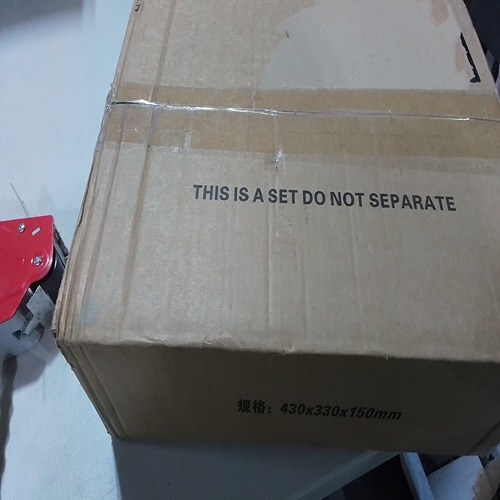 THIS IS A SET DO NOT SEPARATE
规格：430x330x150mm